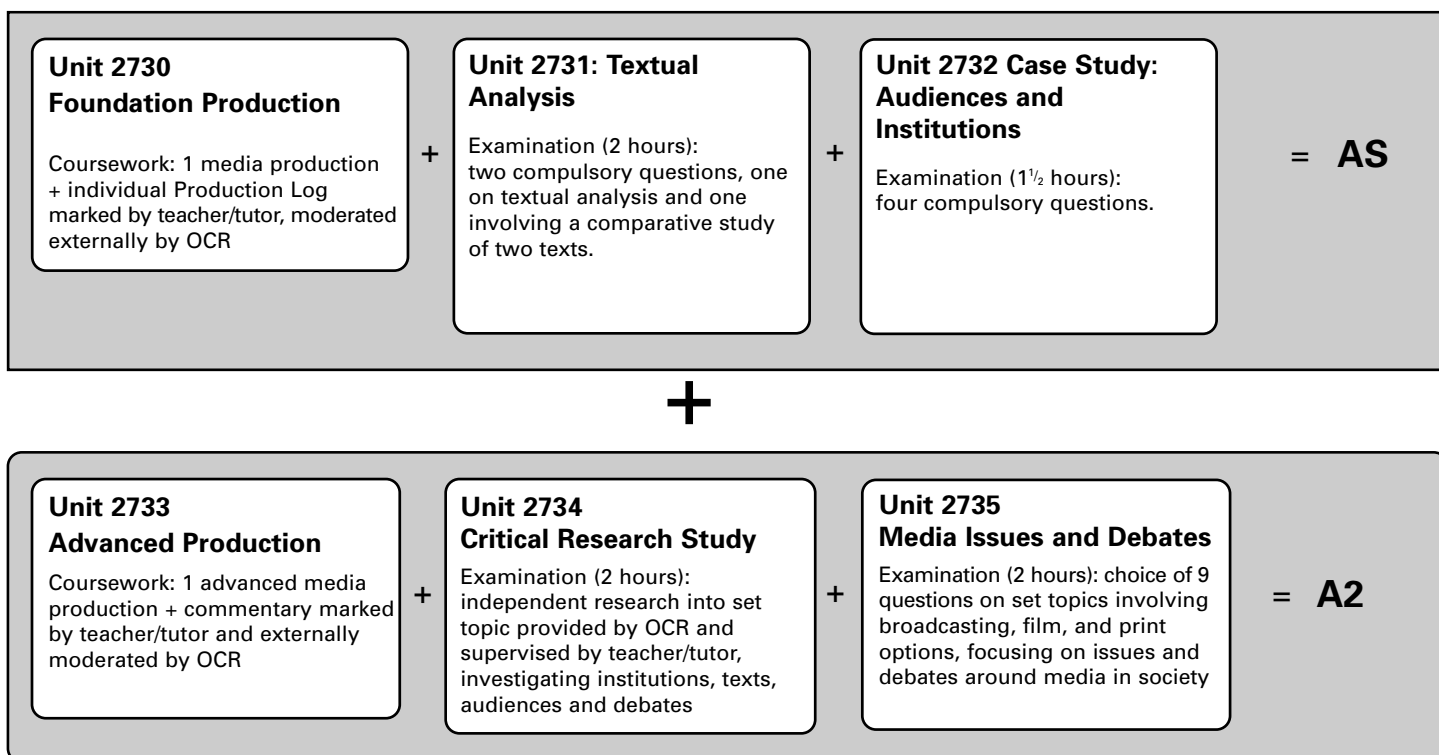 Unit 2730
Foundation Production
Coursework: 1 media production
+ individual Production Log
marked by teacher/tutor, moderated
externally by OCR
+
Unit 2731: Textual
Analysis
Examination (2 hours):
two compulsory questions, one
on textual analysis and one
involving a comparative study
of two texts.
+
Unit 2732 Case Study:
Audiences and
Institutions
Examination (1 1/2 hours):
four compulsory questions.
= AS
+
Unit 2733
Advanced Production
Coursework: 1 advanced media
production + commentary marked
by teacher/tutor and externally
moderated by OCR
+
Unit 2734
Critical Research Study
Examination (2 hours):
independent research into set
topic provided by OCR and
supervised by teacher/tutor,
investigating institutions, texts,
audiences and debates
+
Unit 2735
Media Issues and Debates
Examination (2 hours): choice of 9
questions on set topics involving
broadcasting, film, and print
options, focusing on issues and
debates around media in society
= A2